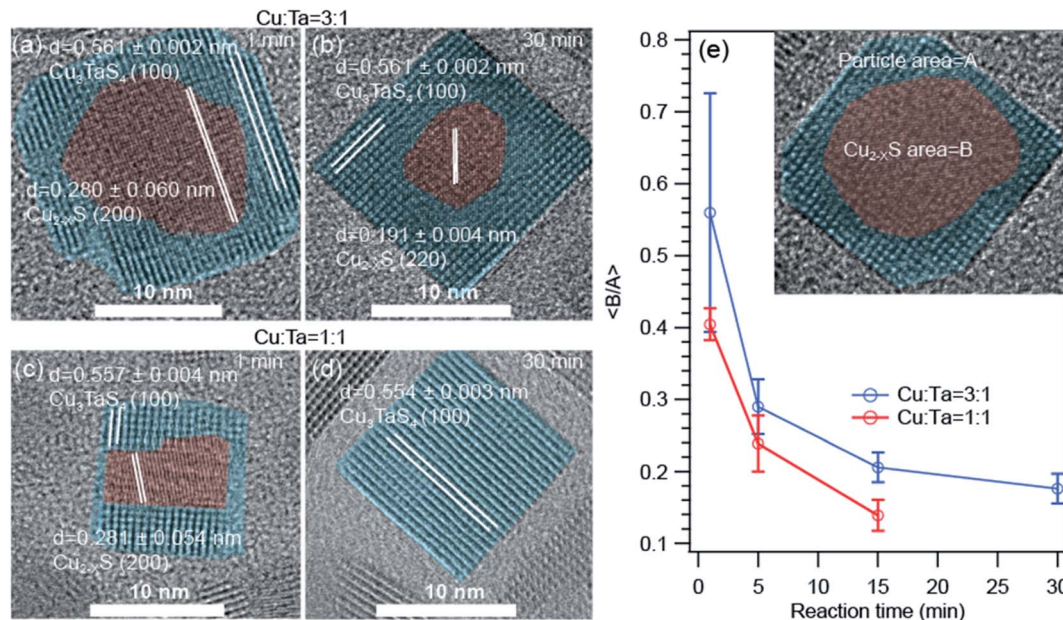 Cu:Ta=3:1
(a)
1 min
d=0.561 ± 0.002 nm
Cu₃TaS₄ (100)
d=0.280 ± 0.060 nm
Cu₂₋ₓS (200)
10 nm
(b)
30 min
d=0.561 ± 0.002 nm
Cu₃TaS₄ (100)
d=0.191 ± 0.004 nm
Cu₂₋ₓS (220)
10 nm
Cu:Ta=1:1
(c)
1 min
d=0.557 ± 0.004 nm
Cu₃TaS₄ (100)
d=0.281 ± 0.054 nm
Cu₂₋ₓS (200)
10 nm
(d)
30 min
d=0.554 ± 0.003 nm
Cu₃TaS₄ (100)
10 nm
(e)
Particle area=A
Cu₂₋ₓS area=B
<B/A>
0.8
0.7
0.6
0.5
0.4
0.3
0.2
0.1
Cu:Ta=3:1
Cu:Ta=1:1
0 5 10 15 20 25 30
Reaction time (min)